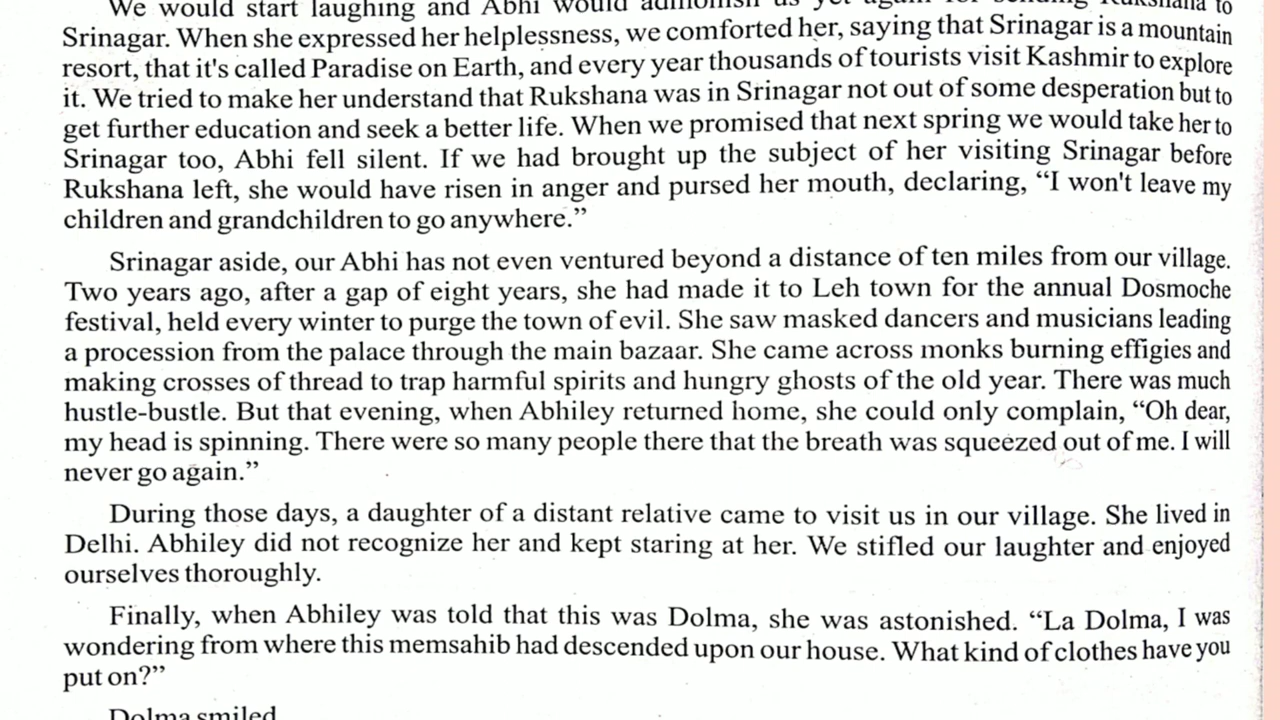 We would start laughing and Abhi would admonish us yet again for sending Rukshana to
Srinagar. When she expressed her helplessness, we comforted her, saying that Srinagar is a mountain
resort, that it's called Paradise on Earth, and every year thousands of tourists visit Kashmir to explore
it. We tried to make her understand that Rukshana was in Srinagar not out of some desperation but to
get further education and seek a better life. When we promised that next spring we would take her to
Srinagar too, Abhi fell silent. If we had brought up the subject of her visiting Srinagar before
Rukshana left, she would have risen in anger and pursed her mouth, declaring, “I won't leave my
children and grandchildren to go anywhere.”
Srinagar aside, our Abhi has not even ventured beyond a distance of ten miles from our village.
Two years ago, after a gap of eight years, she had made it to Leh town for the annual Dosmoche
festival, held every winter to purge the town of evil. She saw masked dancers and musicians leading
a procession from the palace through the main bazaar. She came across monks burning effigies and
making crosses of thread to trap harmful spirits and hungry ghosts of the old year. There was much
hustle-bustle. But that evening, when Abhiley returned home, she could only complain, “Oh dear,
my head is spinning. There were so many people there that the breath was squeezed out of me. I will
never go again.”
During those days, a daughter of a distant relative came to visit us in our village. She lived in
Delhi. Abhiley did not recognize her and kept staring at her. We stifled our laughter and enjoyed
ourselves thoroughly.
Finally, when Abhiley was told that this was Dolma, she was astonished. “La Dolma, I was
wondering from where this memsahib had descended upon our house. What kind of clothes have you
put on?”
Dolma smiled